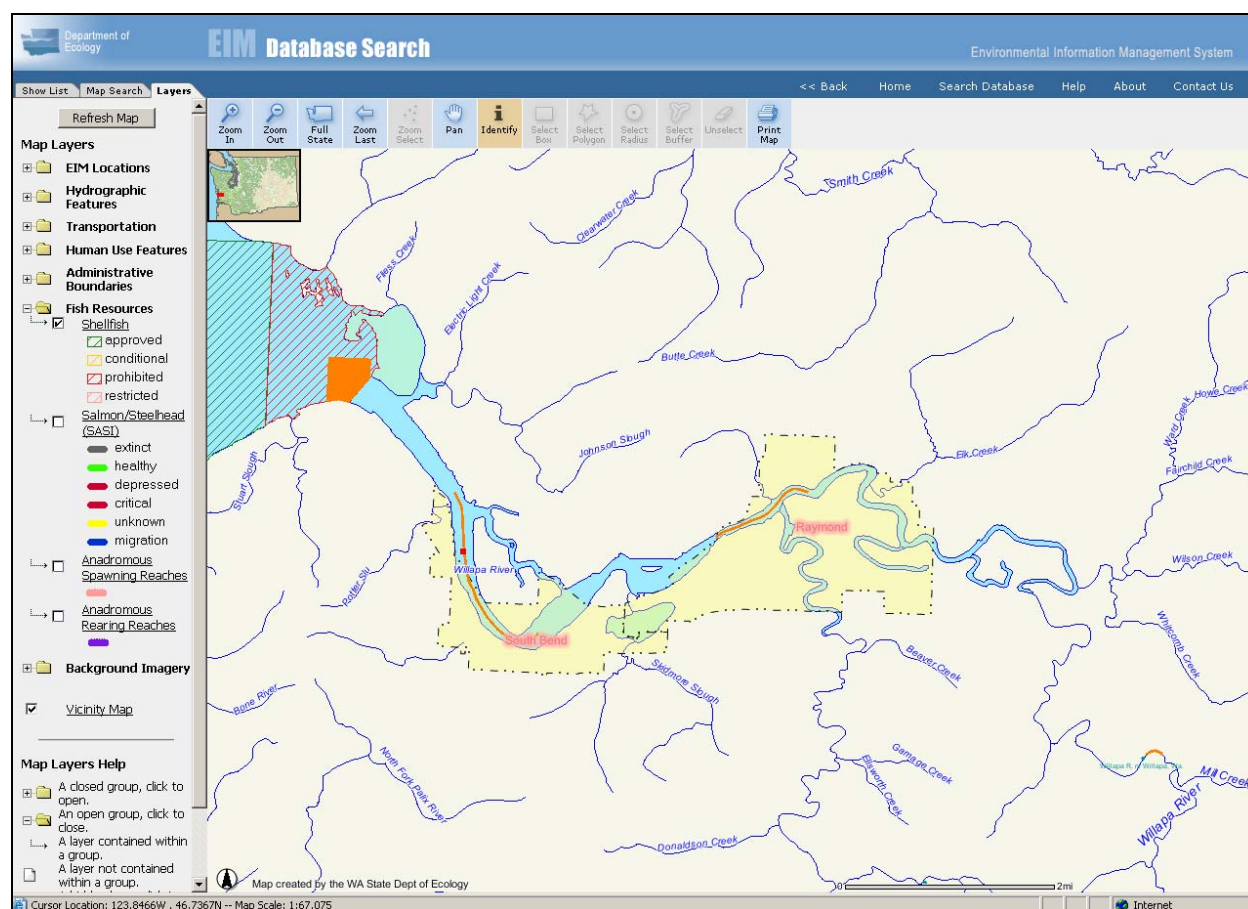 Department of
Ecology
EIM Database Search
Environmental Information Management System
Show List
Map Search
Layers
<< Back
Home
Search Database
Help
About
Contact Us
Refresh Map
Zoom
In
Zoom
Out
Full
State
Zoom
Last
Zoom
Select
Pan
Identify
Select
Box
Select
Polygon
Select
Radius
Select
Buffer
Unselect
Print
Map
Map Layers
EIM Locations
Hydrographic
Features
Transportation
Human Use Features
Administrative
Boundaries
Fish Resources
Shellfish
approved
conditional
prohibited
restricted
Salmon/Steelhead
(SASI)
extinct
healthy
depressed
critical
unknown
migration
Anadromous
Spawning Reaches
Anadromous
Rearing Reaches
Background Imagery
Vicinity Map
Map Layers Help
A closed group, click to
open.
An open group, click to
close.
A layer contained within
a group.
A layer not contained
within a group.
Smith Creek
Clearwater Creek
Fliess Creek
Electric Light Creek
Butte Creek
Howe Creek
Ward Creek
Johnson Slough
Elk Creek
Fairchild Creek
Stuart Slough
Raymond
Wilson Creek
Willapa River
Potter Slu
South Bend
Whitcomb Creek
Beaver Creek
Skidmore Slough
Bone River
North Fork Palix River
Gamage Creek
Ellsworth Creek
Willapa R. nr Willapa, Wa.
Mill Creek
Willapa River
Donaldson Creek
Map created by the WA State Dept of Ecology
0
2mi
Cursor Location: 123.8466W , 46.7367N -- Map Scale: 1:67,075
Internet